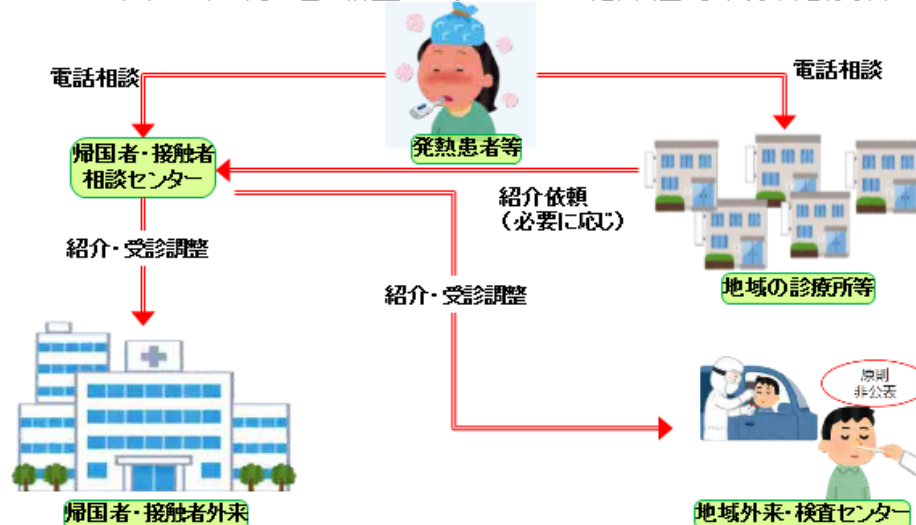 電話相談
電話相談
発熱患者等
帰国者・接触者
相談センター
紹介依頼
（必要に応じ）
紹介・受診調整
地域の診療所等
紹介・受診調整
原則
非公表
帰国者・接触者外来
地域外来・検査センター